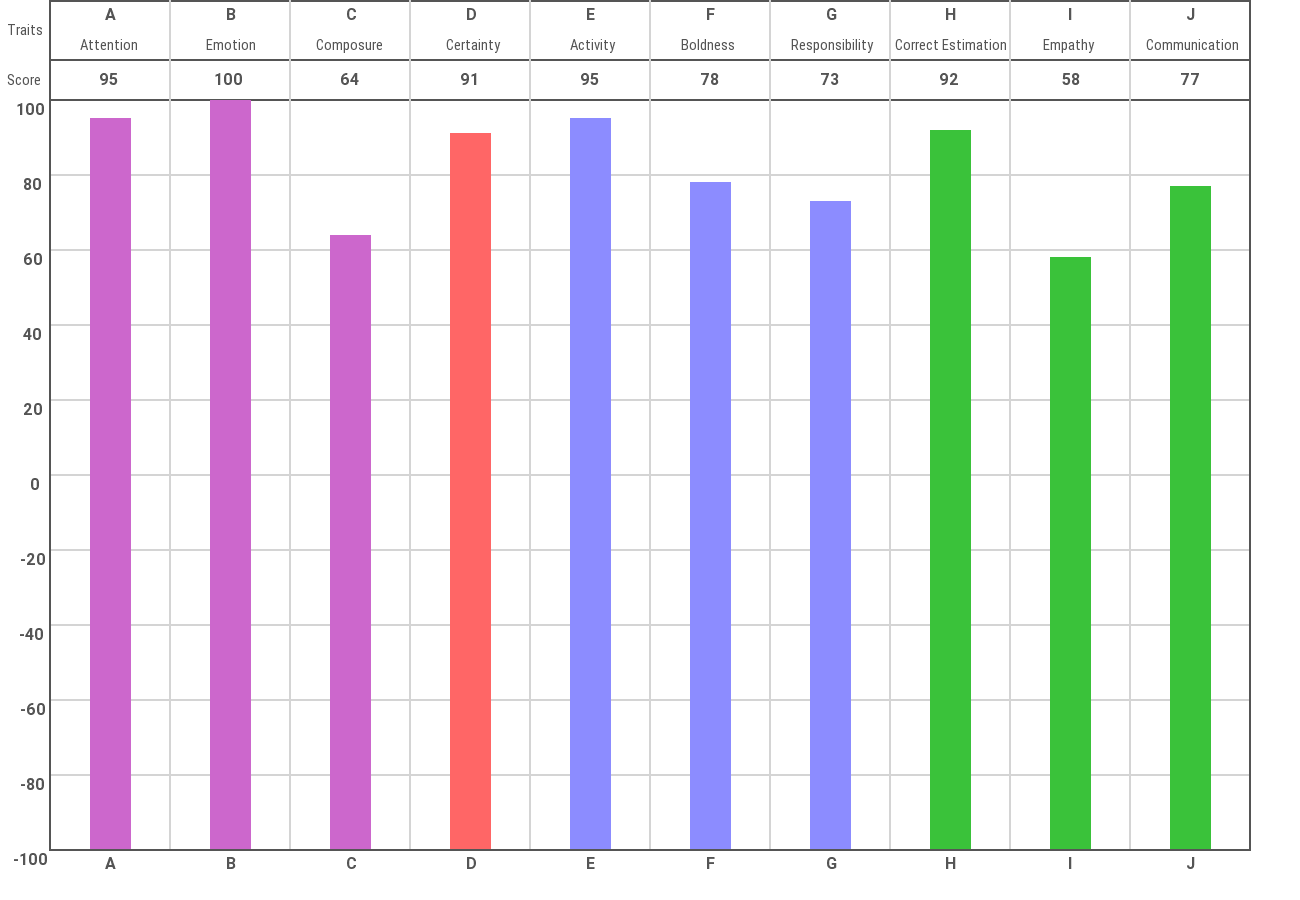 Traits
A B C D E F G H I J
Attention Emotion Composure Certainty Activity Boldness Responsibility Correct Estimation Empathy Communication
Score 95 100 64 91 95 78 73 92 58 77
100
80
60
40
20
0
-20
-40
-60
-80
-100
A B C D E F G H I J